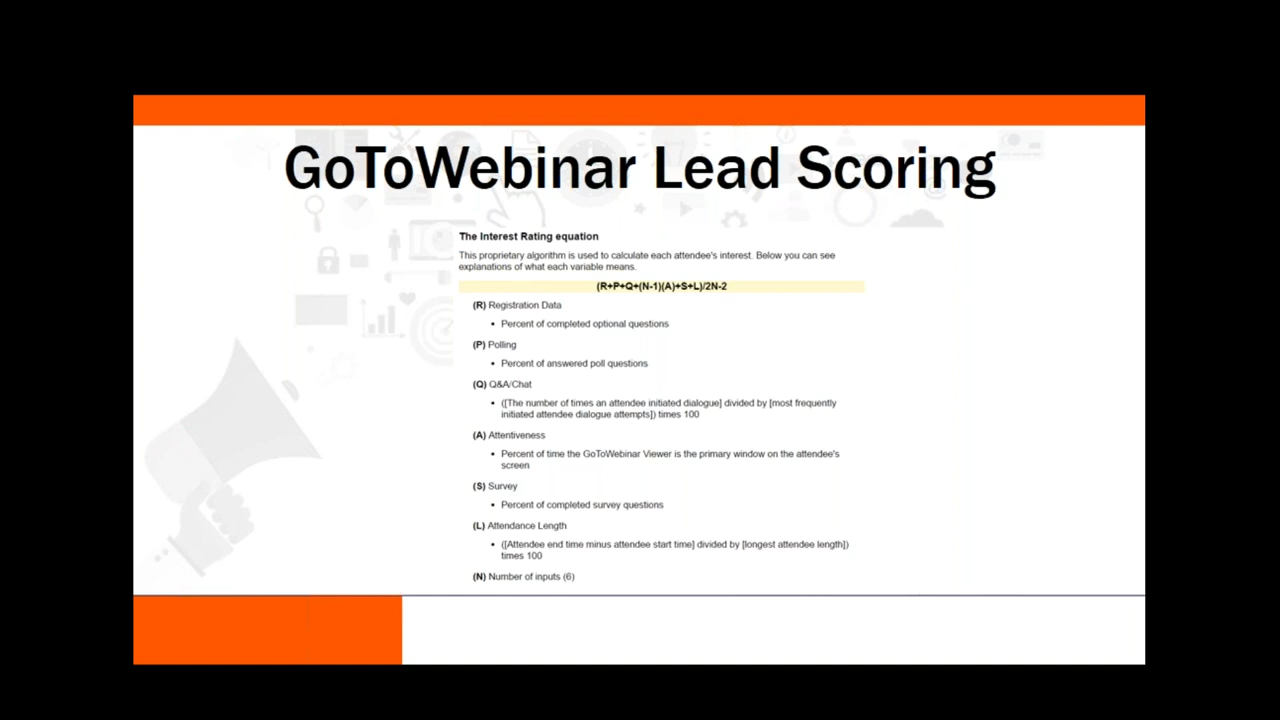 GoToWebinar Lead Scoring
The Interest Rating equation
This proprietary algorithm is used to calculate each attendee's interest. Below you can see
explanations of what each variable means.
(R+P+Q+(N-1)(A)+S+L)/2N-2
(R) Registration Data
• Percent of completed optional questions
(P) Polling
• Percent of answered poll questions
(Q) Q&A/Chat
• ([The number of times an attendee initiated dialogue] divided by [most frequently
initiated attendee dialogue attempts]) times 100
(A) Attentiveness
• Percent of time the GoToWebinar Viewer is the primary window on the attendee's
screen
(S) Survey
• Percent of completed survey questions
(L) Attendance Length
• ([Attendee end time minus attendee start time] divided by [longest attendee length])
times 100
(N) Number of inputs (6)